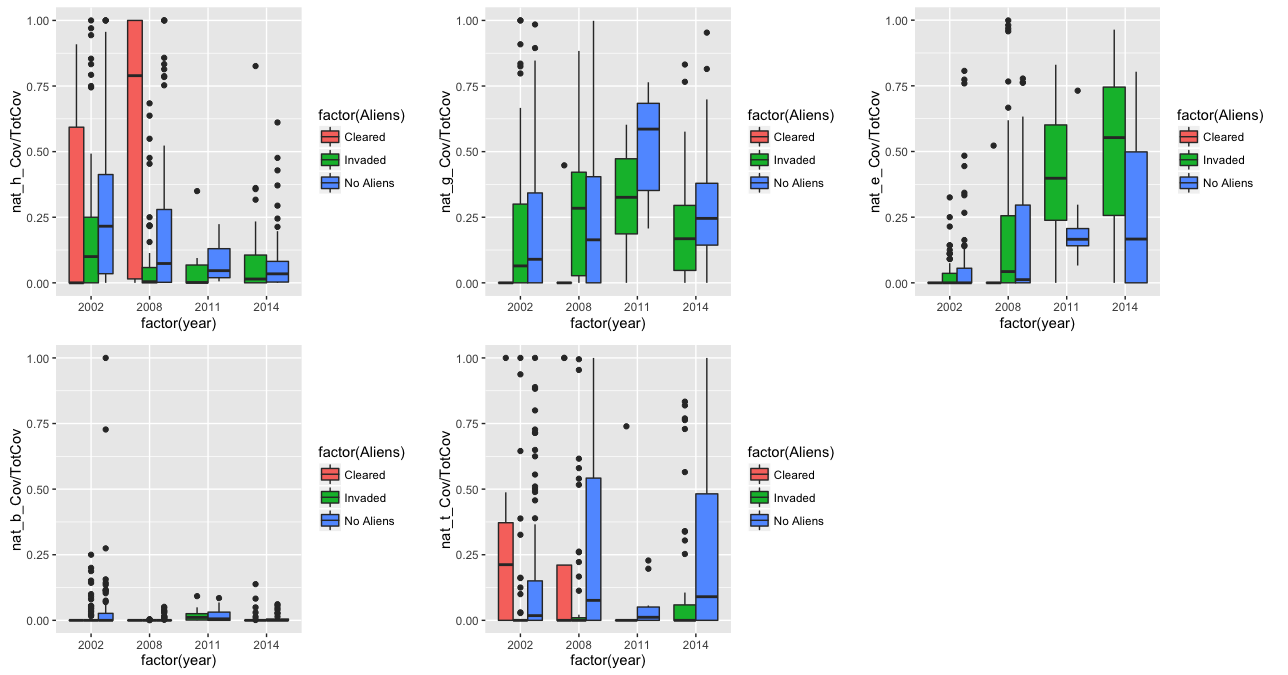 nat_h_Cov/TotCov
1.00
0.75
0.50
0.25
0.00
2002 2008 2011 2014
factor(year)
factor(Aliens)
Cleared
Invaded
No Aliens
nat_g_Cov/TotCov
1.00
0.75
0.50
0.25
0.00
2002 2008 2011 2014
factor(year)
factor(Aliens)
Cleared
Invaded
No Aliens
nat_e_Cov/TotCov
1.00
0.75
0.50
0.25
0.00
2002 2008 2011 2014
factor(year)
factor(Aliens)
Cleared
Invaded
No Aliens
nat_b_Cov/TotCov
1.00
0.75
0.50
0.25
0.00
2002 2008 2011 2014
factor(year)
factor(Aliens)
Cleared
Invaded
No Aliens
nat_t_Cov/TotCov
1.00
0.75
0.50
0.25
0.00
2002 2008 2011 2014
factor(year)
factor(Aliens)
Cleared
Invaded
No Aliens